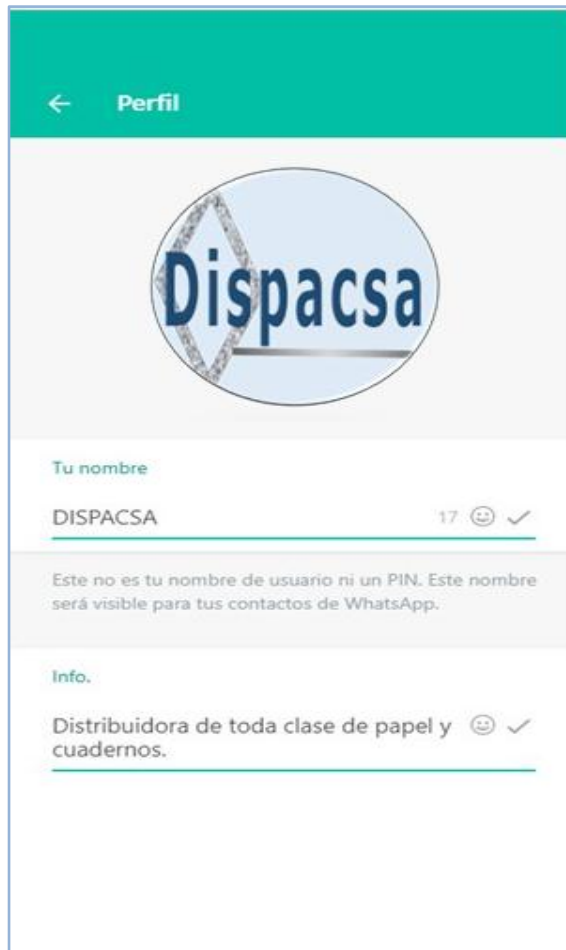 Perfil
Dispacsa
Tu nombre
DISPACSA 17
Este no es tu nombre de usuario ni un PIN. Este nombre
será visible para tus contactos de WhatsApp.
Info.
Distribuidora de toda clase de papel y
cuadernos.